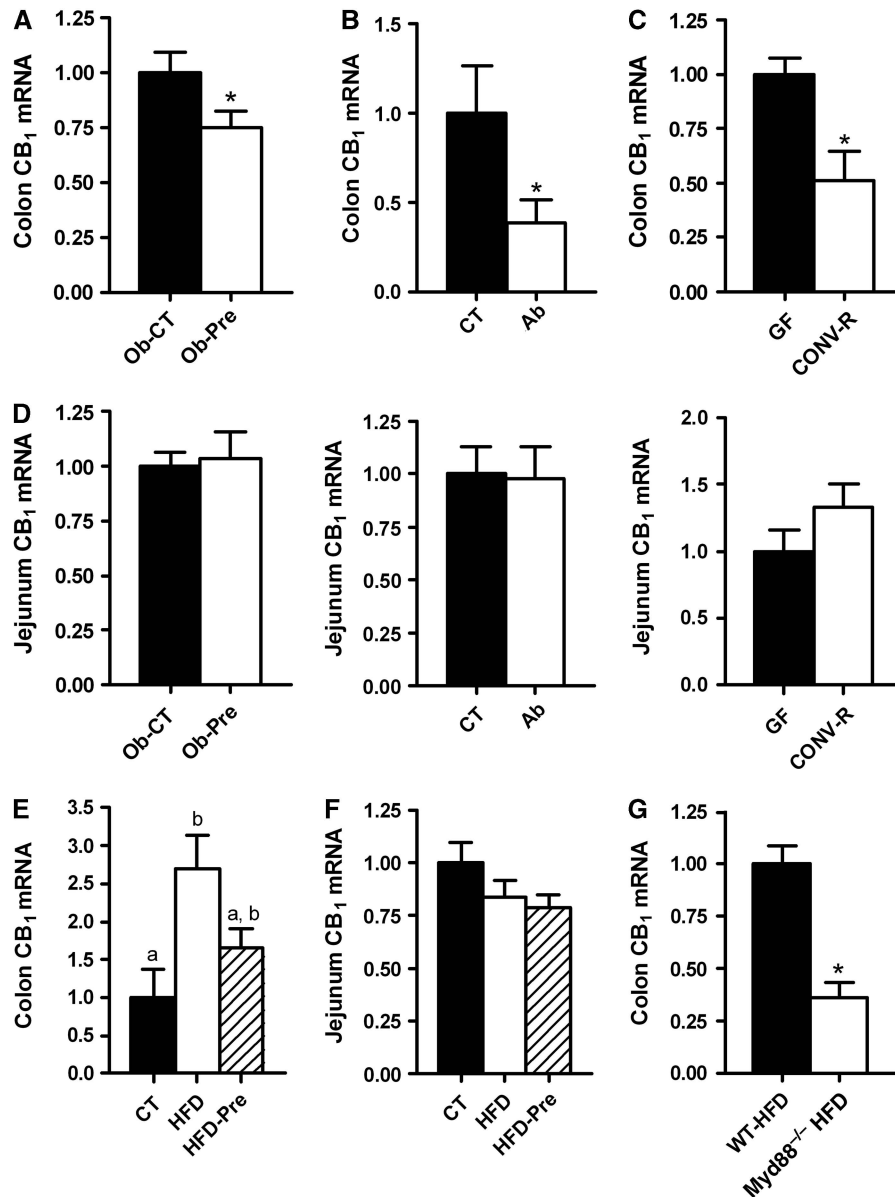 A
Colon CB₁ mRNA
1.25
1.00
0.75
0.50
0.25
0.00
*
Ob-CT
Ob-Pre
B
Colon CB₁ mRNA
1.5
1.0
0.5
0.0
*
CT
Ab
C
Colon CB₁ mRNA
1.25
1.00
0.75
0.50
0.25
0.00
*
GF
CONV-R
D
Jejunum CB₁ mRNA
1.25
1.00
0.75
0.50
0.25
0.00
Ob-CT
Ob-Pre
Jejunum CB₁ mRNA
1.25
1.00
0.75
0.50
0.25
0.00
CT
Ab
Jejunum CB₁ mRNA
2.0
1.5
1.0
0.5
0.0
GF
CONV-R
E
Colon CB₁ mRNA
3.5
3.0
2.5
2.0
1.5
1.0
0.5
0.0
a
b
a, b
CT
HFD
HFD-Pre
F
Jejunum CB₁ mRNA
1.25
1.00
0.75
0.50
0.25
0.00
CT
HFD
HFD-Pre
G
Colon CB₁ mRNA
1.25
1.00
0.75
0.50
0.25
0.00
*
WT-HFD
Myd88⁻/⁻ HFD